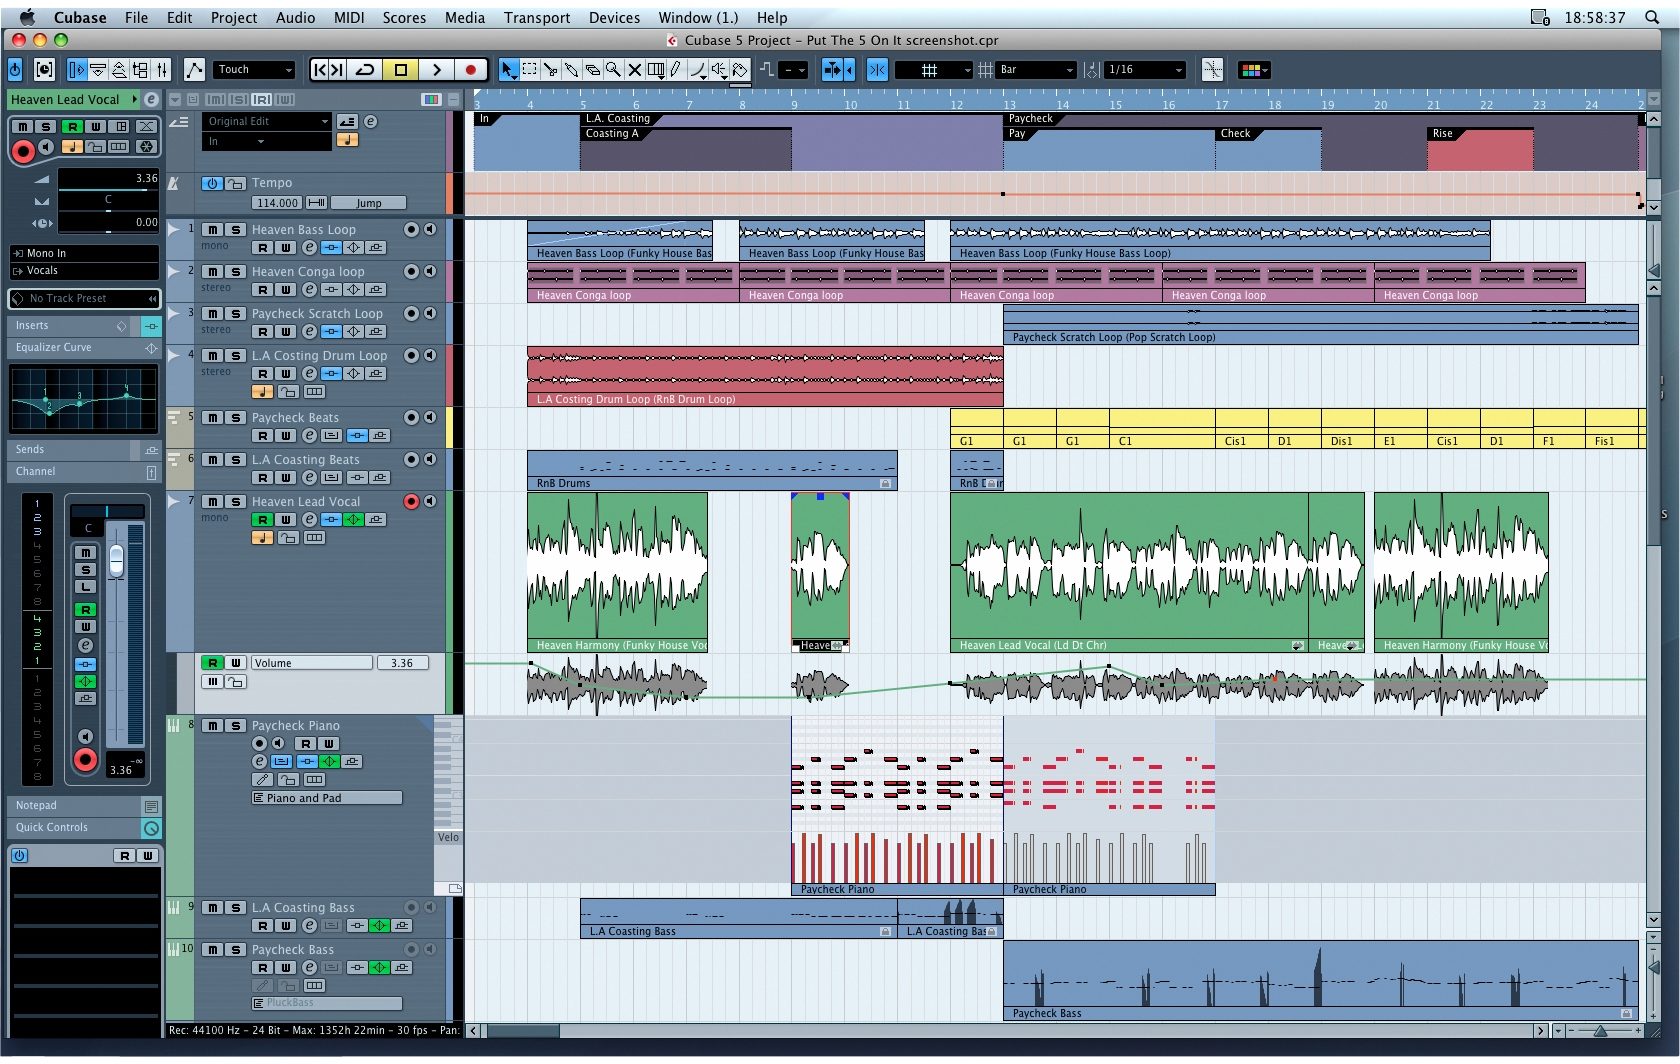 Cubase File Edit Project Audio MIDI Scores Media Transport Devices Window (1.) Help 18:58:37
Cubase 5 Project - Put The 5 On It screenshot.cpr
Touch Bar 1/16
Heaven Lead Vocal
3 4 5 6 7 8 9 10 11 12 13 14 15 16 17 18 19 20 21 22 23 24 2
Original Edit
In
In L.A. Coasting Paycheck
Coasting A Pay Check Rise
M S R W
3.36
C
0.00
Tempo
114.000 Jump
Mono In
Vocals
No Track Preset
Inserts
Equalizer Curve
1 2 3 4
Sends
Channel
1 Heaven Bass Loop
mono
Heaven Bass Loop (Funky House Bas Heaven Bass Loop (Funky House Bas Heaven Bass Loop (Funky House Bass Loop)
2 Heaven Conga loop
stereo
Heaven Conga loop Heaven Conga loop Heaven Conga loop Heaven Conga loop Heaven Conga loop
3 Paycheck Scratch Loop
stereo
Paycheck Scratch Loop (Pop Scratch Loop)
4 L.A Costing Drum Loop
stereo
L.A Costing Drum Loop (RnB Drum Loop)
5 Paycheck Beats
G1 G1 G1 C1 Cis1 D1 Dis1 E1 Cis1 D1 F1 Fis1
6 L.A Coasting Beats
RnB Drums RnB D
7 Heaven Lead Vocal
mono
Heaven Harmony (Funky House Voc Heave Heaven Lead Vocal (Ld Dt Chr) Heave Heaven Harmony (Funky House V
R W Volume 3.36
8 Paycheck Piano
Piano and Pad
Velo
Paycheck Piano Paycheck Piano
C
M
S
L
R
W
e
3.36 -∞
Notepad
Quick Controls
R W
9 L.A Coasting Bass
L.A Coasting Bass L.A Coasting Bas
10 Paycheck Bass
PluckBass
Paycheck Bass
Rec: 44100 Hz - 24 Bit - Max: 1352h 22min - 30 fps - Pan: